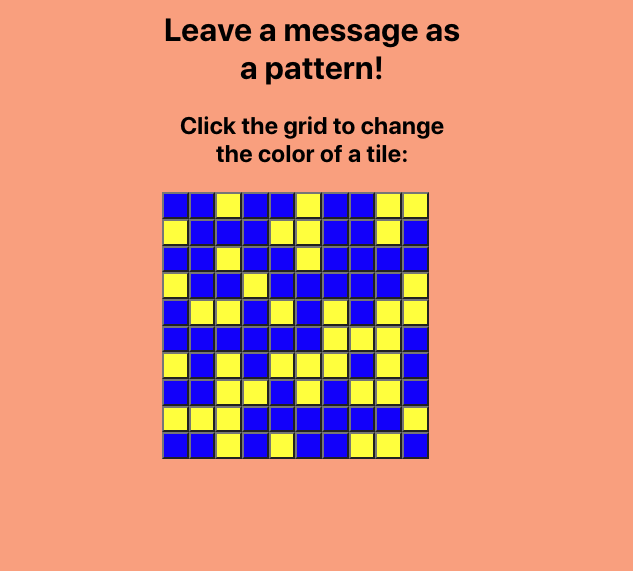 Leave a message as
a pattern!
Click the grid to change
the color of a tile: